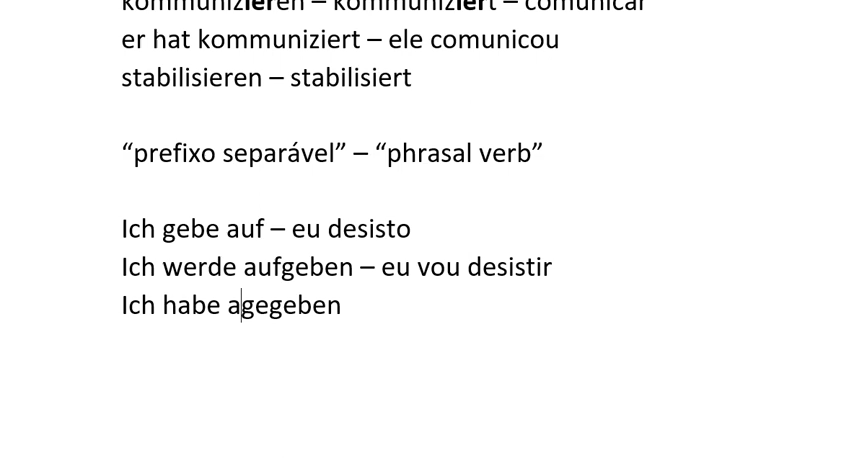 kommunizieren – kommuniziert – comunicar
er hat kommuniziert – ele comunicou
stabilisieren – stabilisiert
“prefixo separável” – “phrasal verb”
Ich gebe auf – eu desisto
Ich werde aufgeben – eu vou desistir
Ich habe agegeben